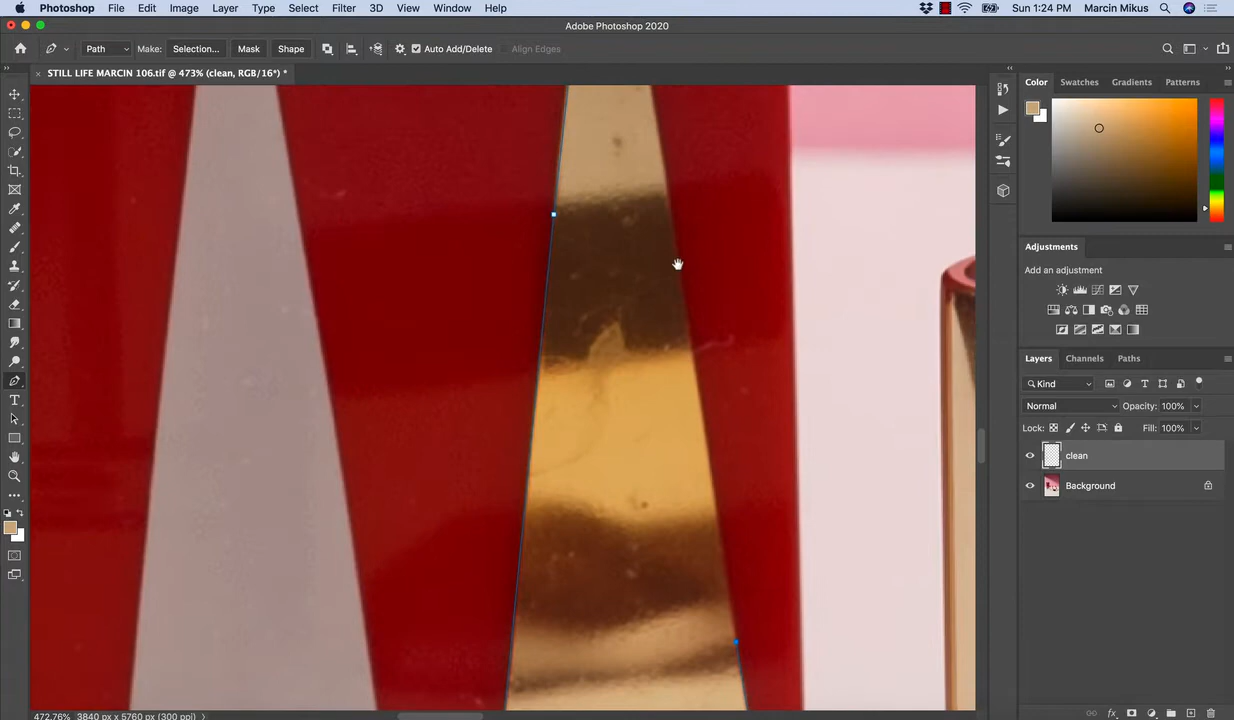 Photoshop File Edit Image Layer Type Select Filter 3D View Window Help Sun 1:24 PM Marcin Mikus
Adobe Photoshop 2020
Path Make: Selection... Mask Shape Auto Add/Delete Align Edges
STILL LIFE MARCIN 106.tif @ 473% (clean, RGB/16*) *
Color Swatches Gradients Patterns
Adjustments
Add an adjustment
Layers Channels Paths
Kind
Normal Opacity: 100%
Lock: Fill: 100%
clean
Background
fx
472.76% 3840 px x 5760 px (300 ppi)